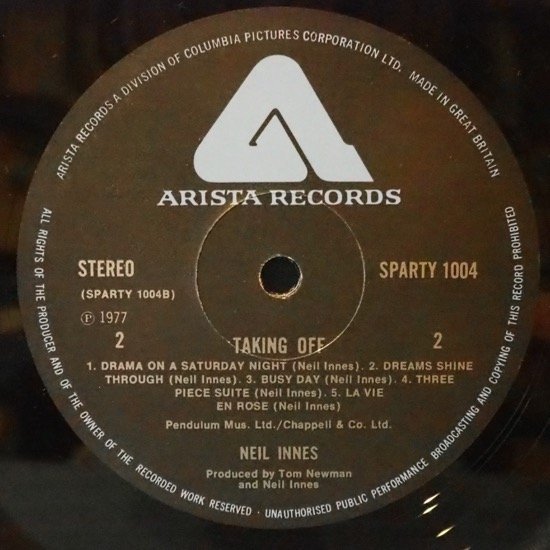 ARISTA RECORDS A DIVISION OF COLUMBIA PICTURES CORPORATION LTD. MADE IN GREAT BRITAIN
ARISTA RECORDS
STEREO
SPARTY 1004
(SPARTY 1004B)
℗ 1977
2
2
TAKING OFF
1. DRAMA ON A SATURDAY NIGHT (Neil Innes). 2. DREAMS SHINE
THROUGH (Neil Innes). 3. BUSY DAY (Neil Innes). 4. THREE
PIECE SUITE (Neil Innes). 5. LA VIE
EN ROSE (Neil Innes)
Pendulum Mus. Ltd./Chappell & Co. Ltd.
NEIL INNES
Produced by Tom Newman
and Neil Innes
ALL RIGHTS OF THE PRODUCER AND OF THE OWNER OF THE RECORDED WORK RESERVED · UNAUTHORISED PUBLIC PERFORMANCE BROADCASTING AND COPYING OF THIS RECORD PROHIBITED